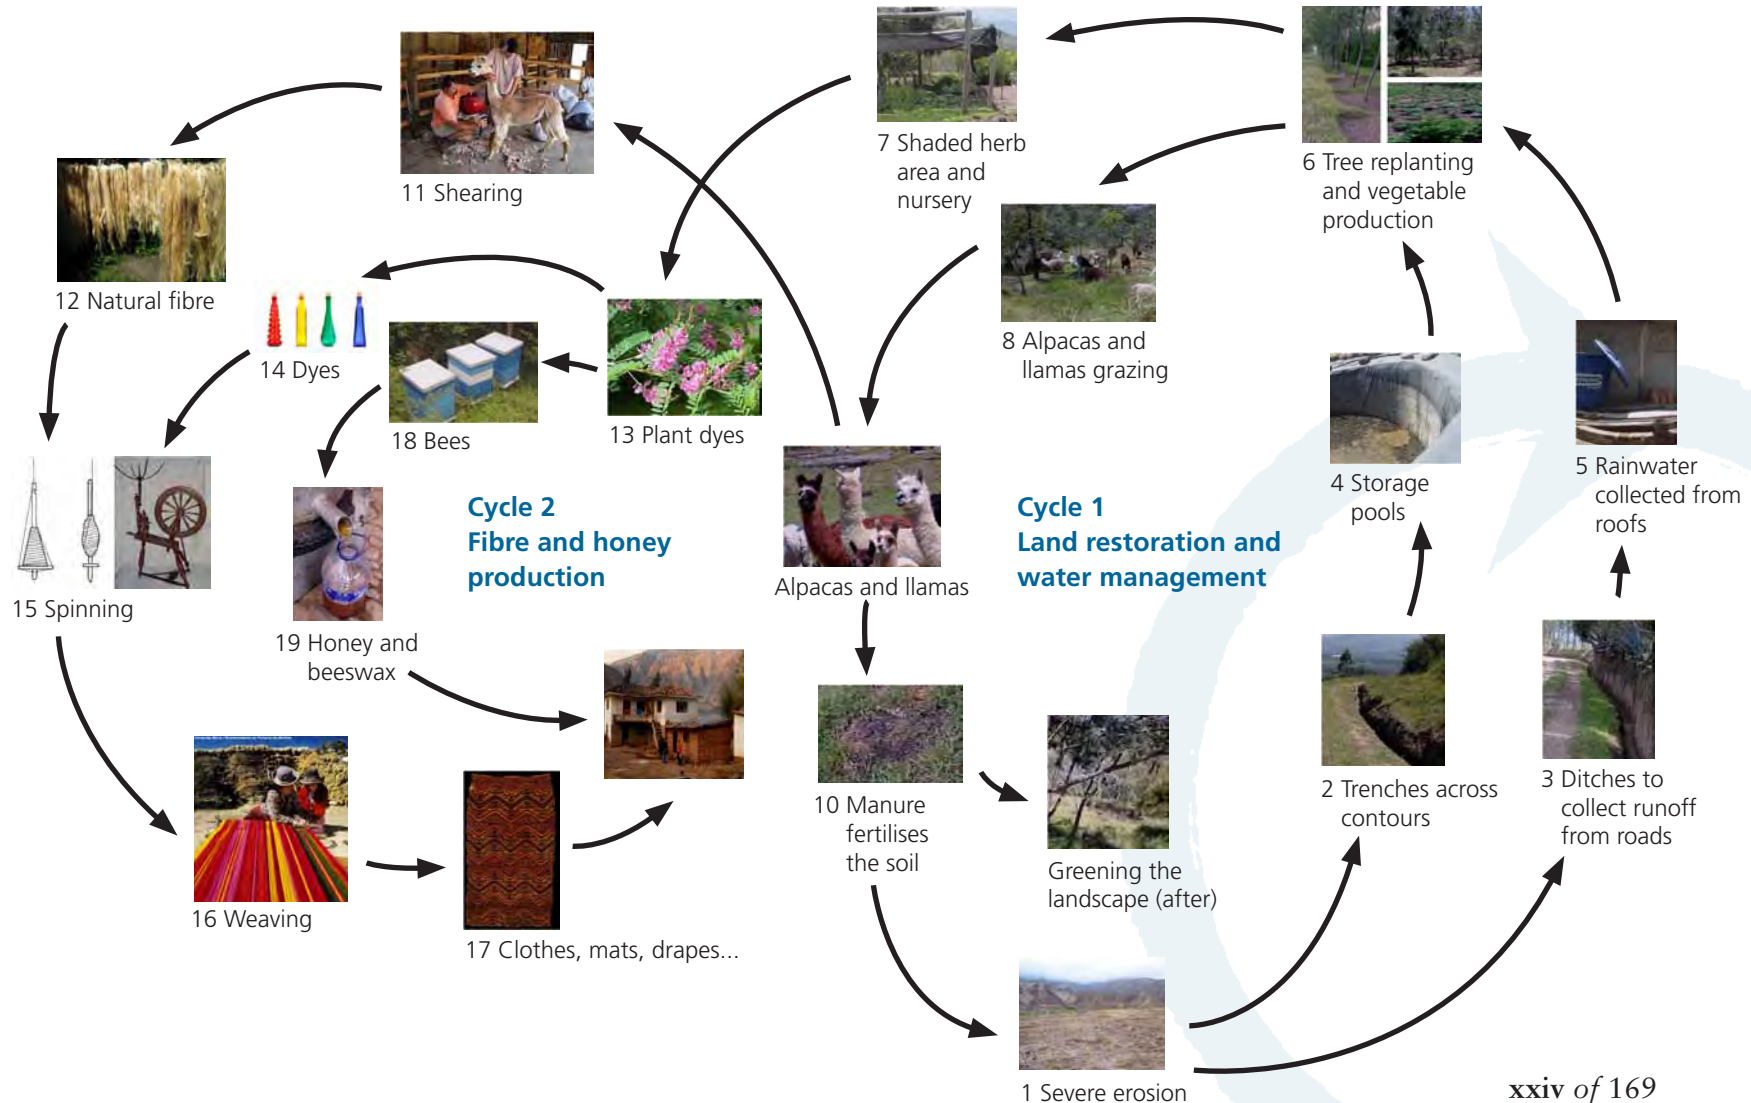 11 Shearing
7 Shaded herb
area and
nursery
6 Tree replanting
and vegetable
production
12 Natural fibre
14 Dyes
18 Bees
13 Plant dyes
8 Alpacas and
llamas grazing
4 Storage
pools
5 Rainwater
collected from
roofs
Cycle 2
Fibre and honey
production
Cycle 1
Land restoration and
water management
Alpacas and llamas
15 Spinning
19 Honey and
beeswax
10 Manure
fertilises
the soil
Greening the
landscape (after)
2 Trenches across
contours
3 Ditches to
collect runoff
from roads
16 Weaving
17 Clothes, mats, drapes...
1 Severe erosion
xxiv of 169